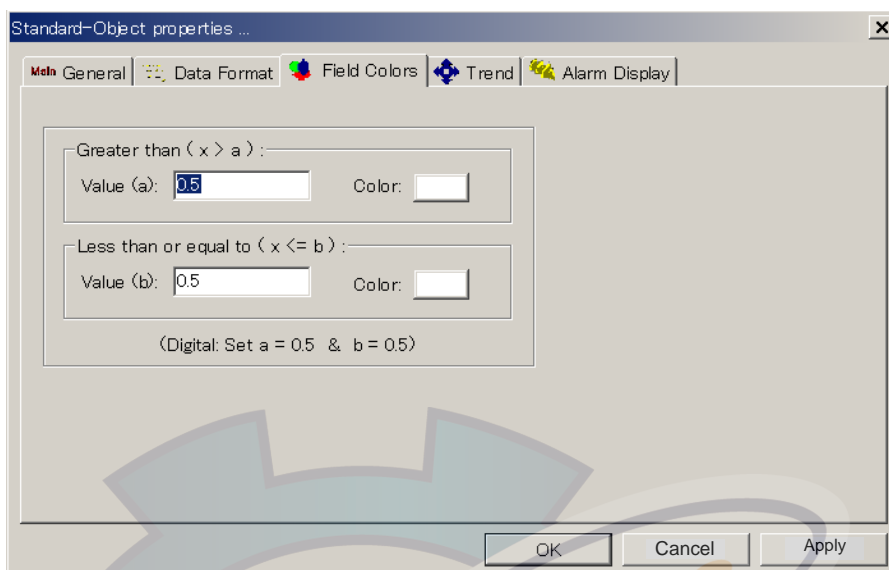 Standard-Object properties ...
Main General Data Format Field Colors Trend Alarm Display
Greater than ( x > a ) :
Value (a): 0.5 Color:
Less than or equal to ( x <= b ) :
Value (b): 0.5 Color:
(Digital: Set a = 0.5 & b = 0.5)
OK Cancel Apply